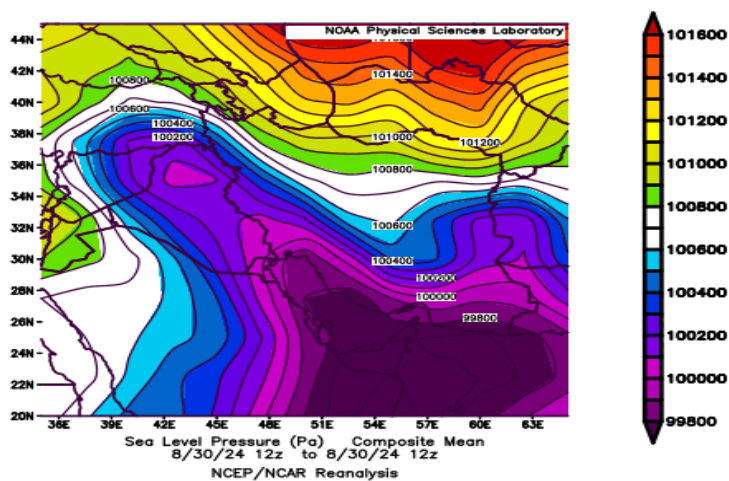 NOAA Physical Sciences Laboratory
44N
42N
40N
38N
36N
34N
32N
30N
28N
26N
24N
22N
20N
100800
100600
100400
100200
101400
101000
101200
100800
100600
100400
100200
100000
99800
36E 39E 42E 45E 48E 51E 54E 57E 60E 63E
101600
101400
101200
101000
100800
100600
100400
100200
100000
99800
Sea Level Pressure (Pa) Composite Mean
8/30/24 12z to 8/30/24 12z
NCEP/NCAR Reanalysis